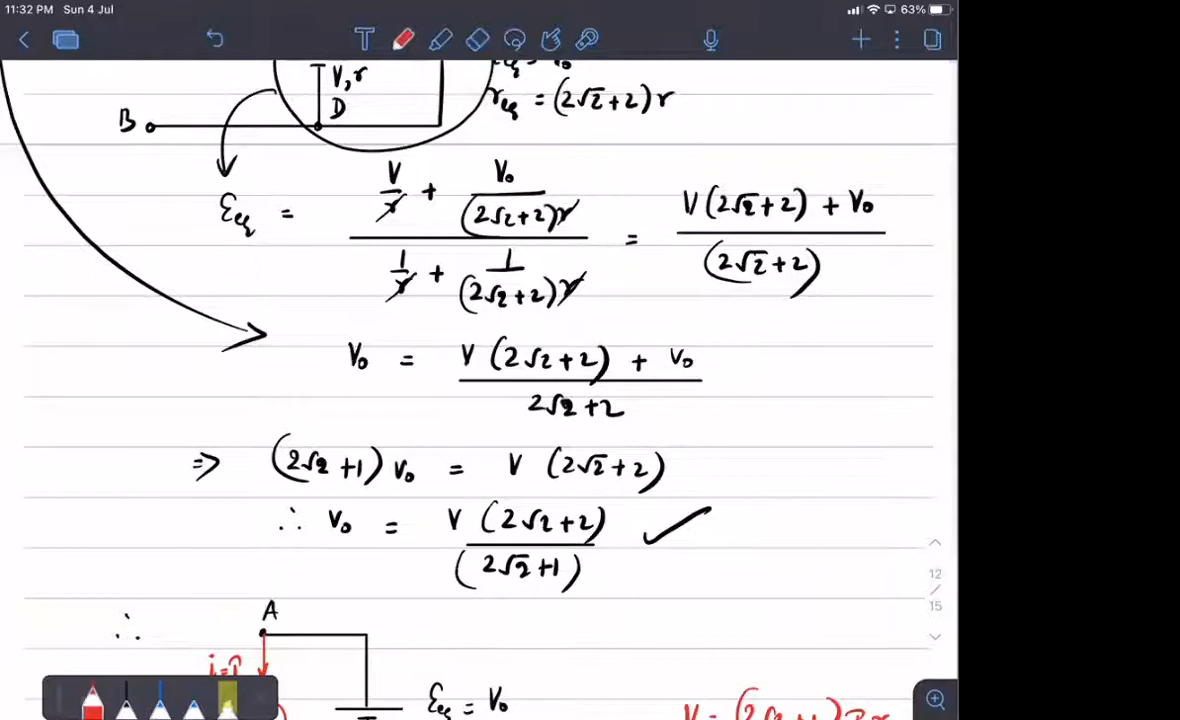 11:32 PM Sun 4 Jul 63%
V, r
B D r_eq = (2√2+2)r
ε_eq = (V/r + V₀/((2√2+2)r)) / (1/r + 1/((2√2+2)r)) = (V(2√2+2) + V₀) / (2√2+2)
V₀ = (V(2√2+2) + V₀) / (2√2+2)
⇒ (2√2+1) V₀ = V (2√2+2)
∴ V₀ = V (2√2+2) / (2√2+1) ✓
12
/
15
∴ A
i=?
ε_eq = V₀